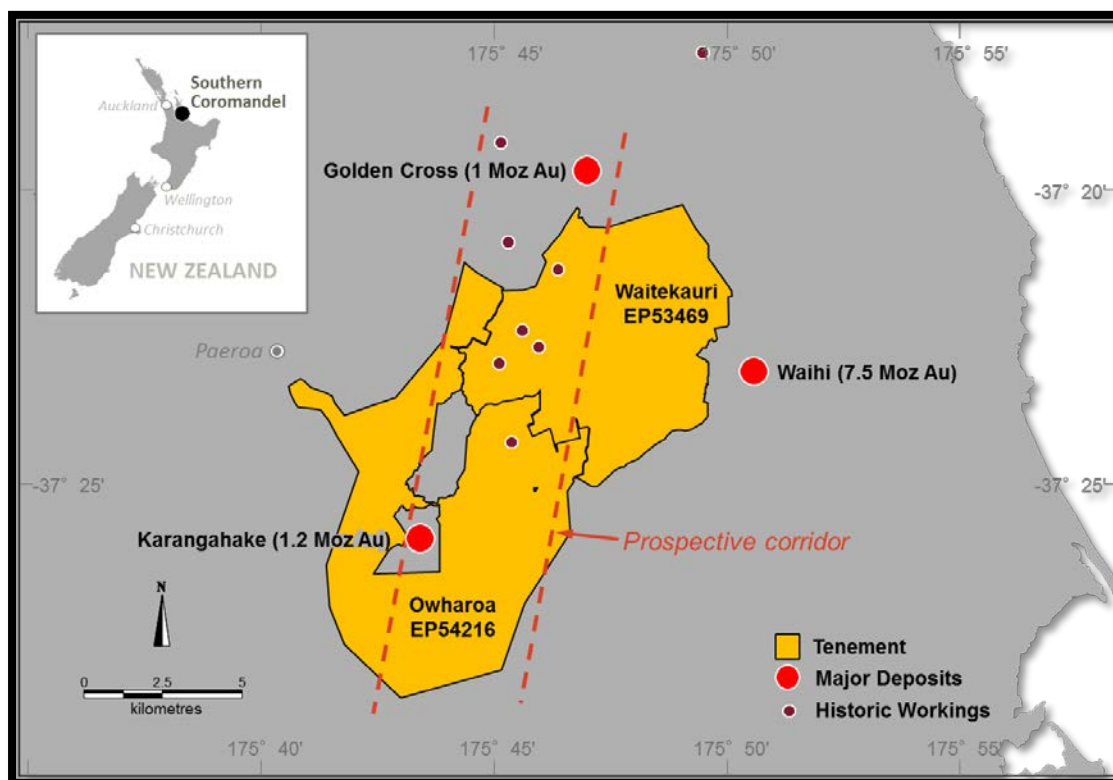 175° 45'
175° 50'
175° 55'
Southern
Coromandel
Auckland
Wellington
Christchurch
NEW ZEALAND
Golden Cross (1 Moz Au)
-37° 20'
Waitekauri
EP53469
Paeroa
Waihi (7.5 Moz Au)
-37° 25'
-37° 25'
Karangahake (1.2 Moz Au)
Prospective corridor
Owharoa
EP54216
N
0 2.5 5
kilometres
Tenement
Major Deposits
Historic Workings
175° 40'
175° 45'
175° 50'
175° 55'